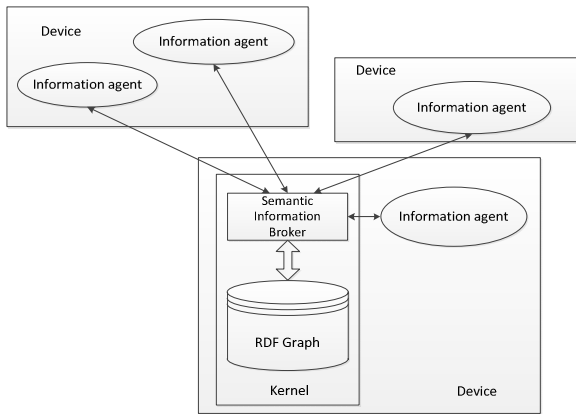 Device
Information agent
Information agent
Device
Information agent
Semantic
Information
Broker
Information agent
RDF Graph
Kernel
Device